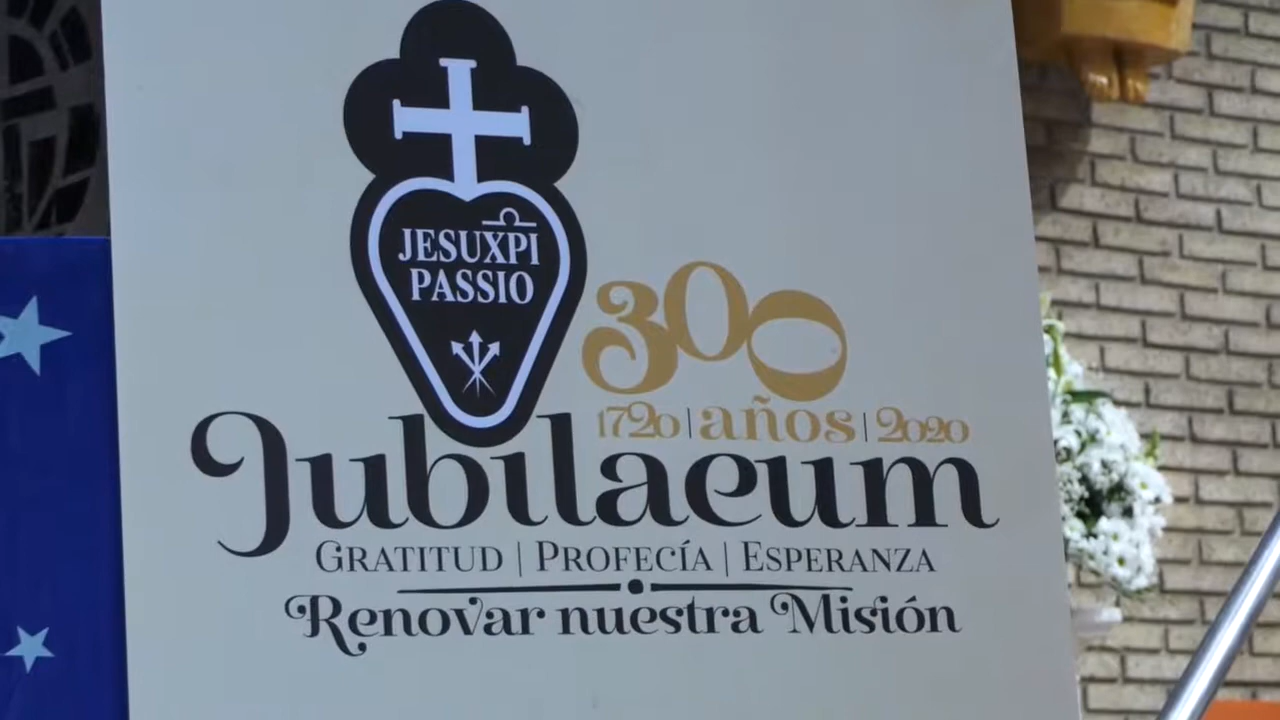 JESUXPI
PASSIO
300
1720 | años | 2020
Jubilaeum
GRATITUD | PROFECÍA | ESPERANZA
Renovar nuestra Misión